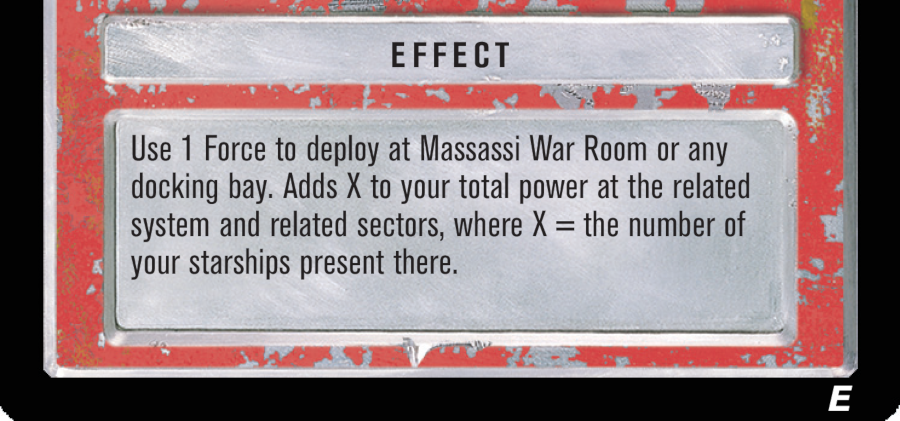 EFFECT
Use 1 Force to deploy at Massassi War Room or any
docking bay. Adds X to your total power at the related
system and related sectors, where X = the number of
your starships present there.
E